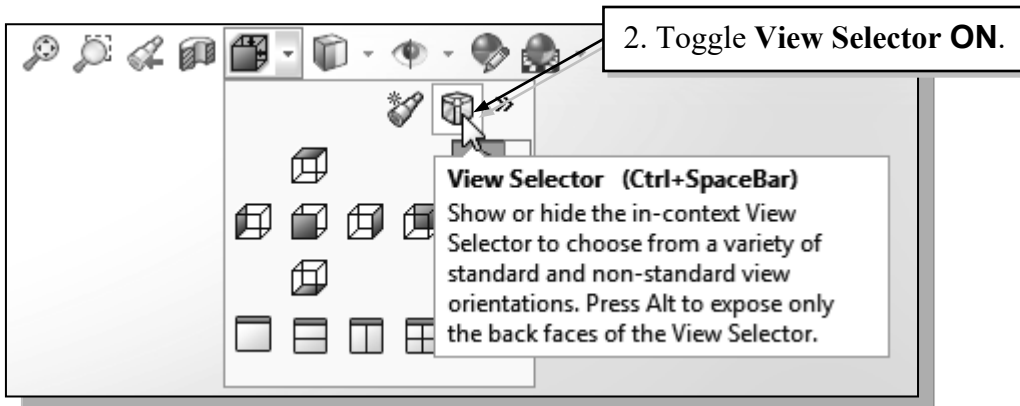 2. Toggle View Selector ON.
View Selector (Ctrl+SpaceBar)
Show or hide the in-context View
Selector to choose from a variety of
standard and non-standard view
orientations. Press Alt to expose only
the back faces of the View Selector.